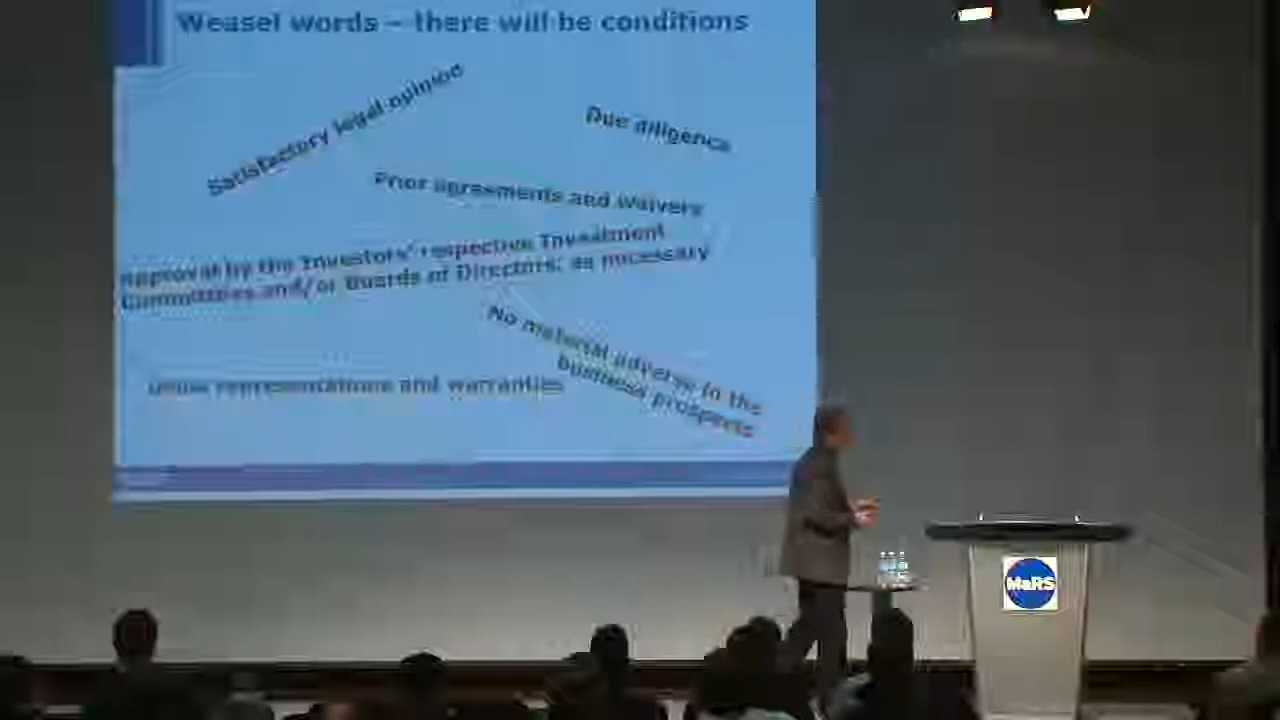 Weasel words – there will be conditions
Satisfactory legal opinion
Due diligence
Prior agreements and waivers
Approval by the Investors' respective Investment
Committees and/or Boards of Directors, as necessary
No material adverse in the
business prospects
representations and warranties
MaRS